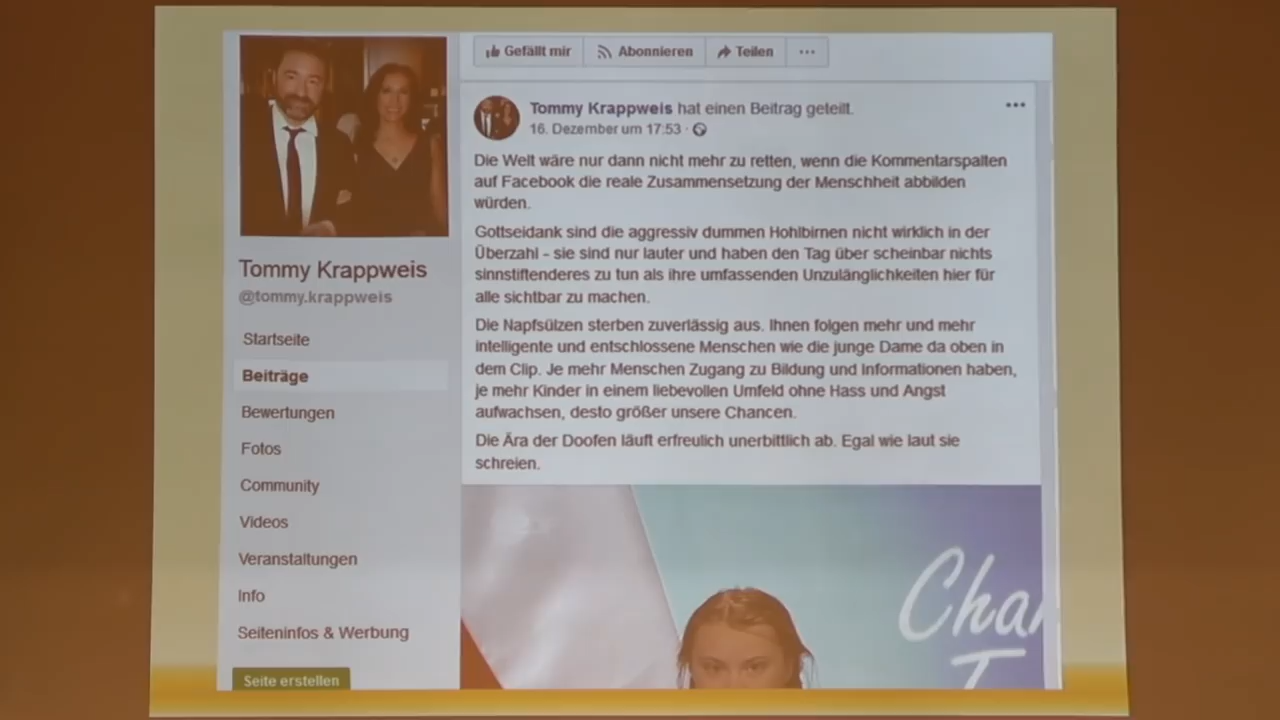 Gefällt mir
Abonnieren
Teilen
Tommy Krappweis hat einen Beitrag geteilt.
16. Dezember um 17:53 ·
Die Welt wäre nur dann nicht mehr zu retten, wenn die Kommentarspalten
auf Facebook die reale Zusammensetzung der Menschheit abbilden
würden.
Gottseidank sind die aggressiv dummen Hohlbirnen nicht wirklich in der
Überzahl - sie sind nur lauter und haben den Tag über scheinbar nichts
sinnstiftenderes zu tun als ihre umfassenden Unzulänglichkeiten hier für
alle sichtbar zu machen.
Die Napfsülzen sterben zuverlässig aus. Ihnen folgen mehr und mehr
intelligente und entschlossene Menschen wie die junge Dame da oben in
dem Clip. Je mehr Menschen Zugang zu Bildung und Informationen haben,
je mehr Kinder in einem liebevollen Umfeld ohne Hass und Angst
aufwachsen, desto größer unsere Chancen.
Die Ära der Doofen läuft erfreulich unerbittlich ab. Egal wie laut sie
schreien.
Tommy Krappweis
@tommy.krappweis
Startseite
Beiträge
Bewertungen
Fotos
Community
Videos
Veranstaltungen
Info
Seiteninfos & Werbung
Seite erstellen
Cha